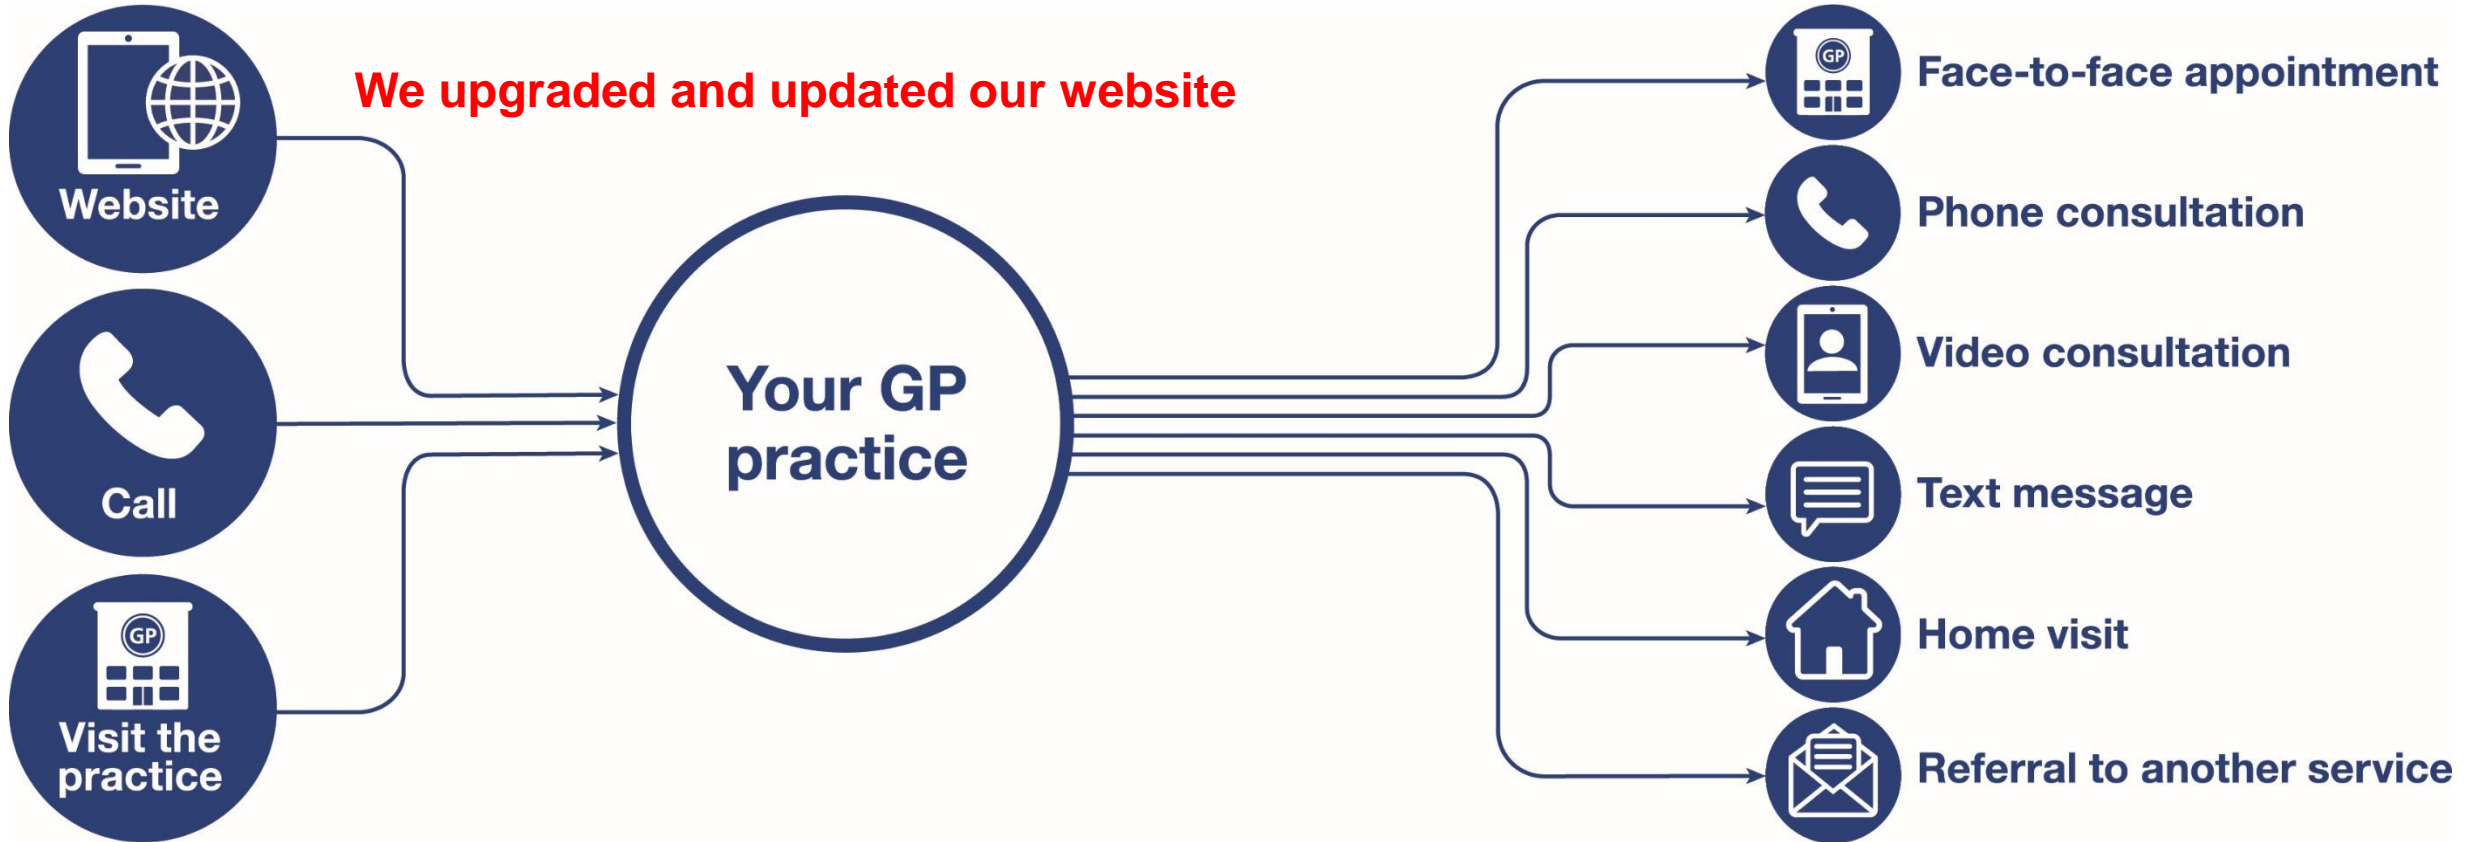 We upgraded and updated our website
Website
Call
GP
Visit the
practice
Your GP
practice
GP
Face-to-face appointment
Phone consultation
Video consultation
Text message
Home visit
Referral to another service